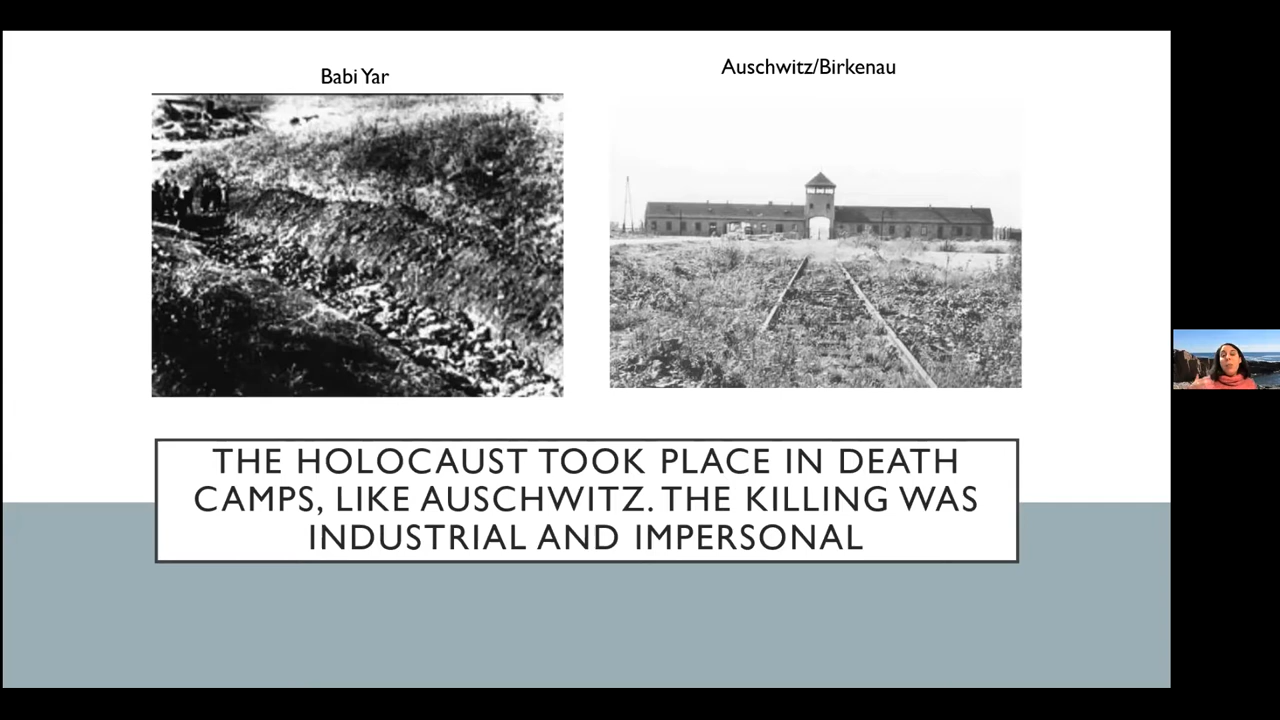 Babi Yar
Auschwitz/Birkenau
THE HOLOCAUST TOOK PLACE IN DEATH
CAMPS, LIKE AUSCHWITZ. THE KILLING WAS
INDUSTRIAL AND IMPERSONAL